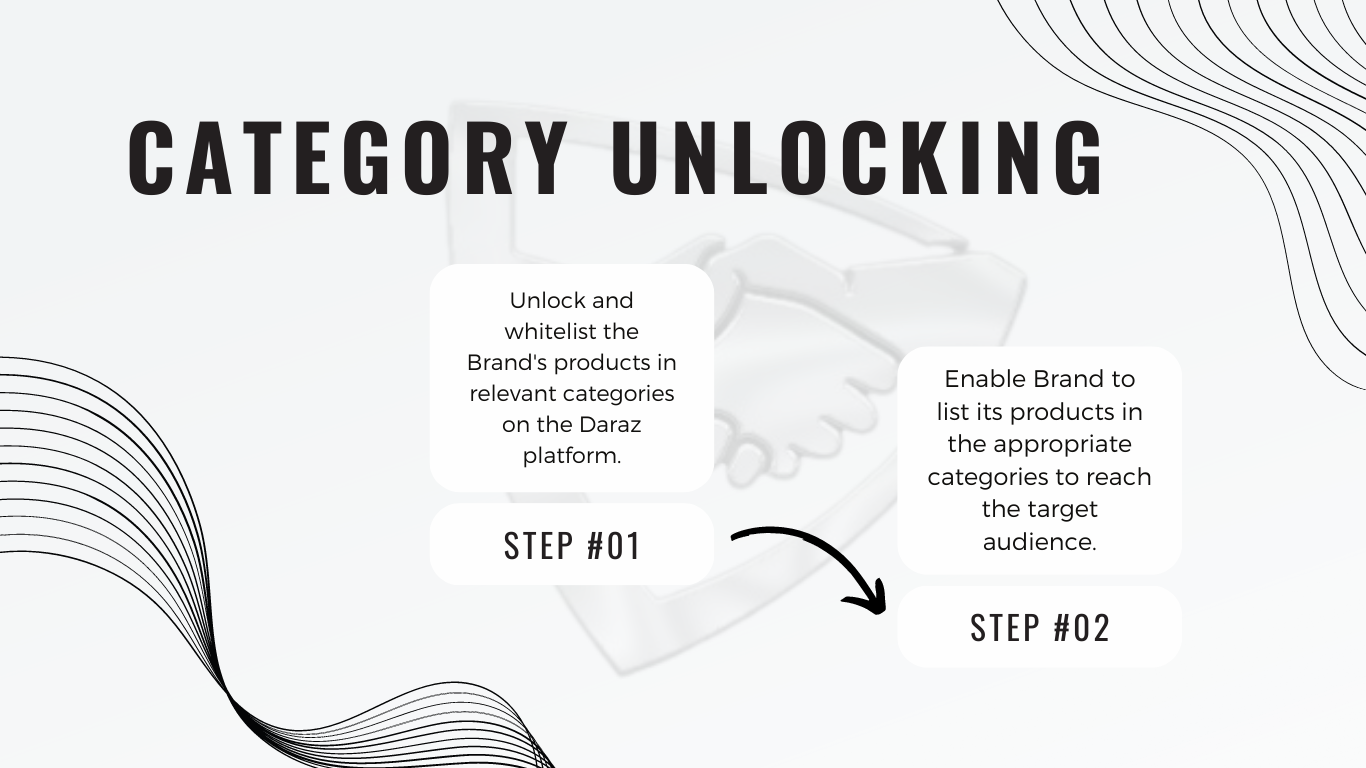 CATEGORY UNLOCKING
Unlock and
whitelist the
Brand's products in
relevant categories
on the Daraz
platform.
STEP #01
Enable Brand to
list its products in
the appropriate
categories to reach
the target
audience.
STEP #02